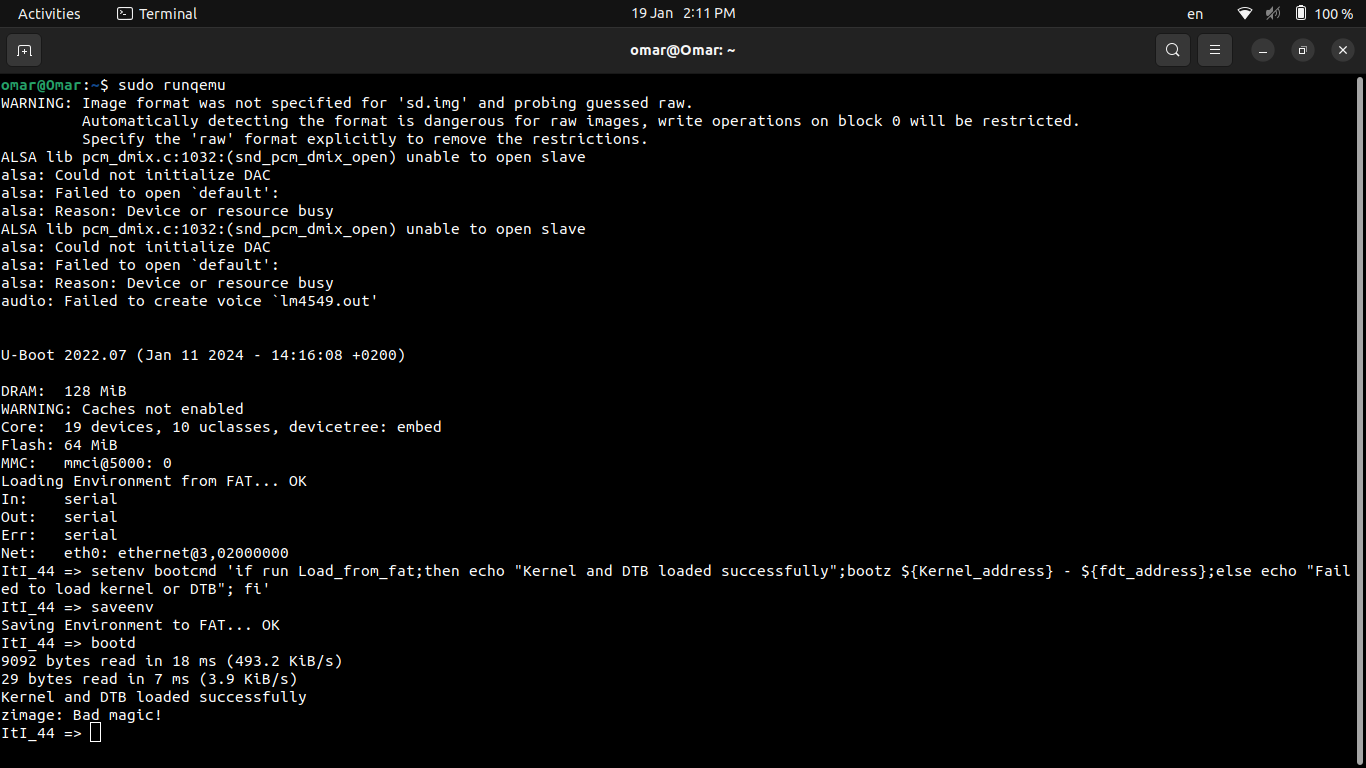 Activities
Terminal
19 Jan 2:11 PM
en
100 %
omar@Omar: ~
omar@Omar:~$ sudo runqemu
WARNING: Image format was not specified for 'sd.img' and probing guessed raw.
Automatically detecting the format is dangerous for raw images, write operations on block 0 will be restricted.
Specify the 'raw' format explicitly to remove the restrictions.
ALSA lib pcm_dmix.c:1032:(snd_pcm_dmix_open) unable to open slave
alsa: Could not initialize DAC
alsa: Failed to open `default':
alsa: Reason: Device or resource busy
ALSA lib pcm_dmix.c:1032:(snd_pcm_dmix_open) unable to open slave
alsa: Could not initialize DAC
alsa: Failed to open `default':
alsa: Reason: Device or resource busy
audio: Failed to create voice `lm4549.out'
U-Boot 2022.07 (Jan 11 2024 - 14:16:08 +0200)
DRAM:  128 MiB
WARNING: Caches not enabled
Core:  19 devices, 10 uclasses, devicetree: embed
Flash: 64 MiB
MMC:   mmci@5000: 0
Loading Environment from FAT... OK
In:    serial
Out:   serial
Err:   serial
Net:   eth0: ethernet@3,02000000
ItI_44 => setenv bootcmd 'if run Load_from_fat;then echo "Kernel and DTB loaded successfully";bootz ${Kernel_address} - ${fdt_address};else echo "Fail
ed to load kernel or DTB"; fi'
ItI_44 => saveenv
Saving Environment to FAT... OK
ItI_44 => bootd
9092 bytes read in 18 ms (493.2 KiB/s)
29 bytes read in 7 ms (3.9 KiB/s)
Kernel and DTB loaded successfully
zimage: Bad magic!
ItI_44 =>